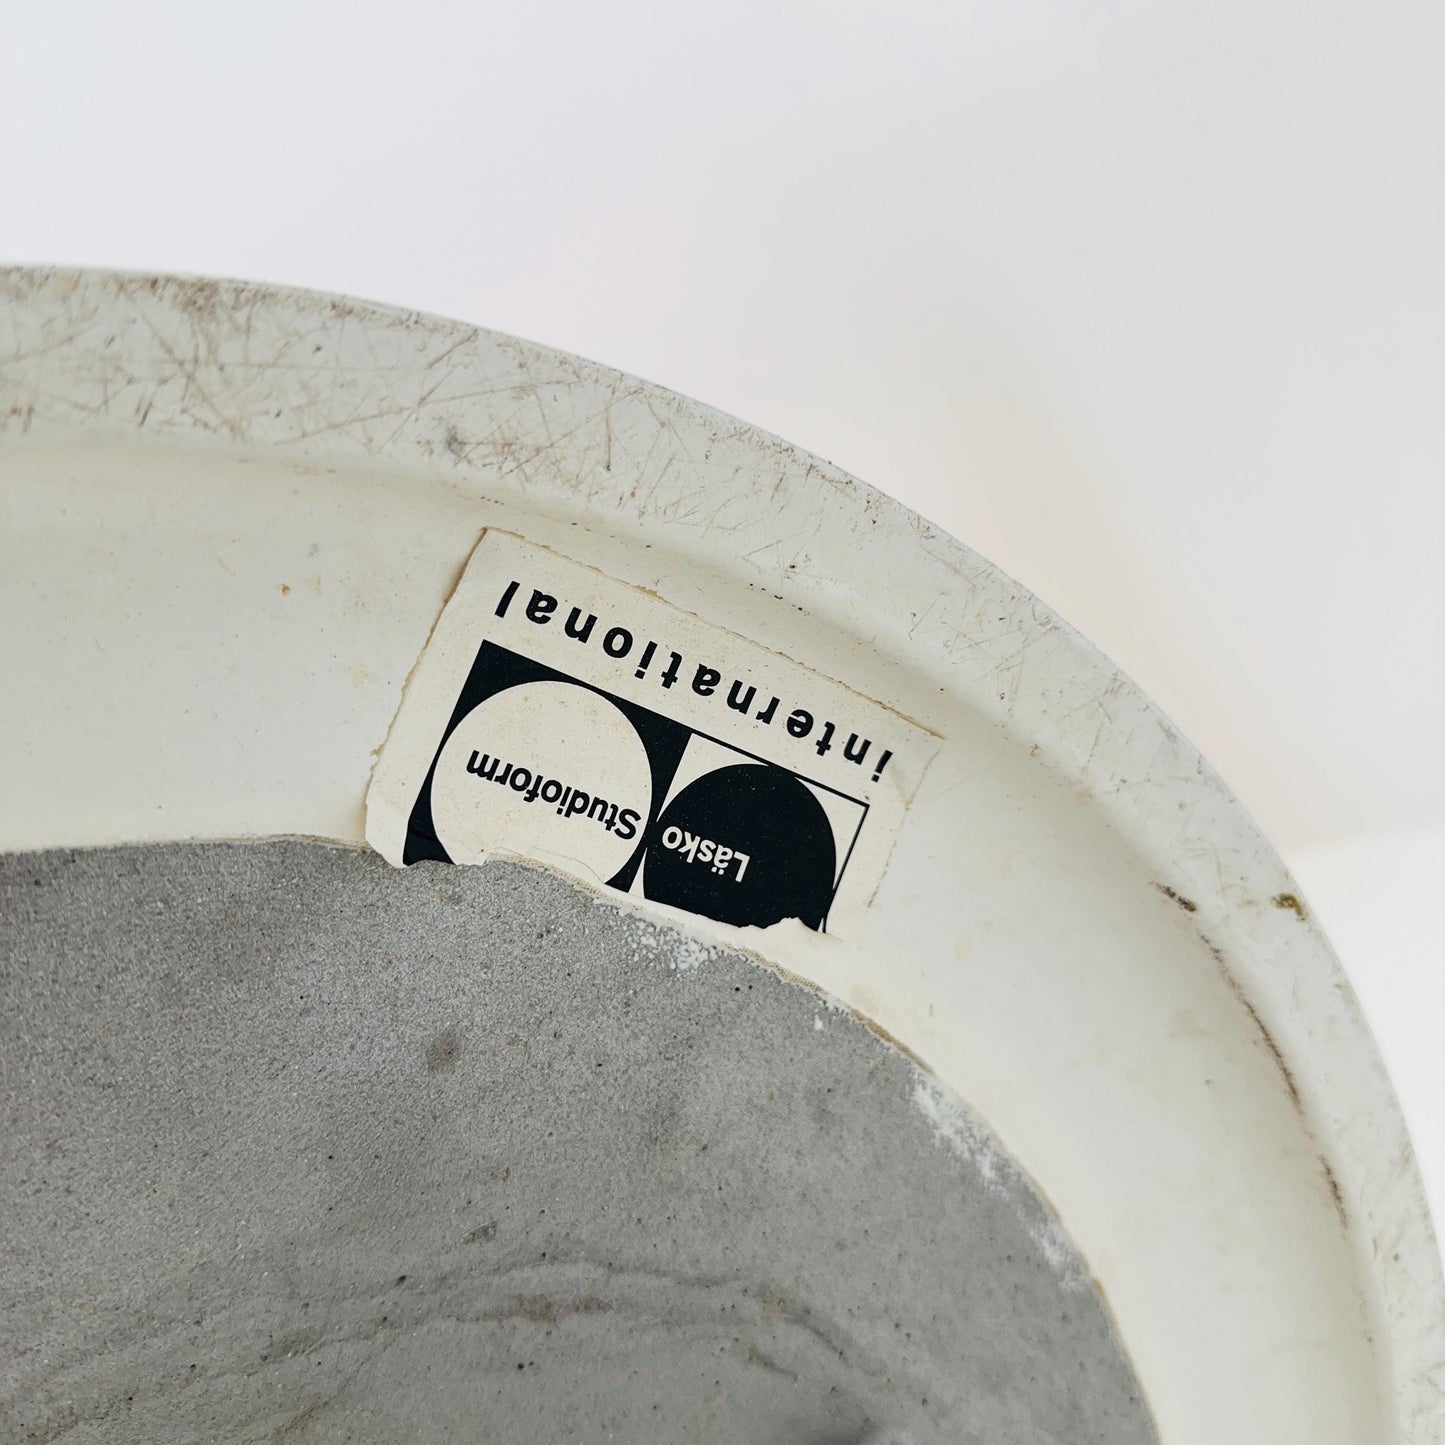 Läsko Studioform
international